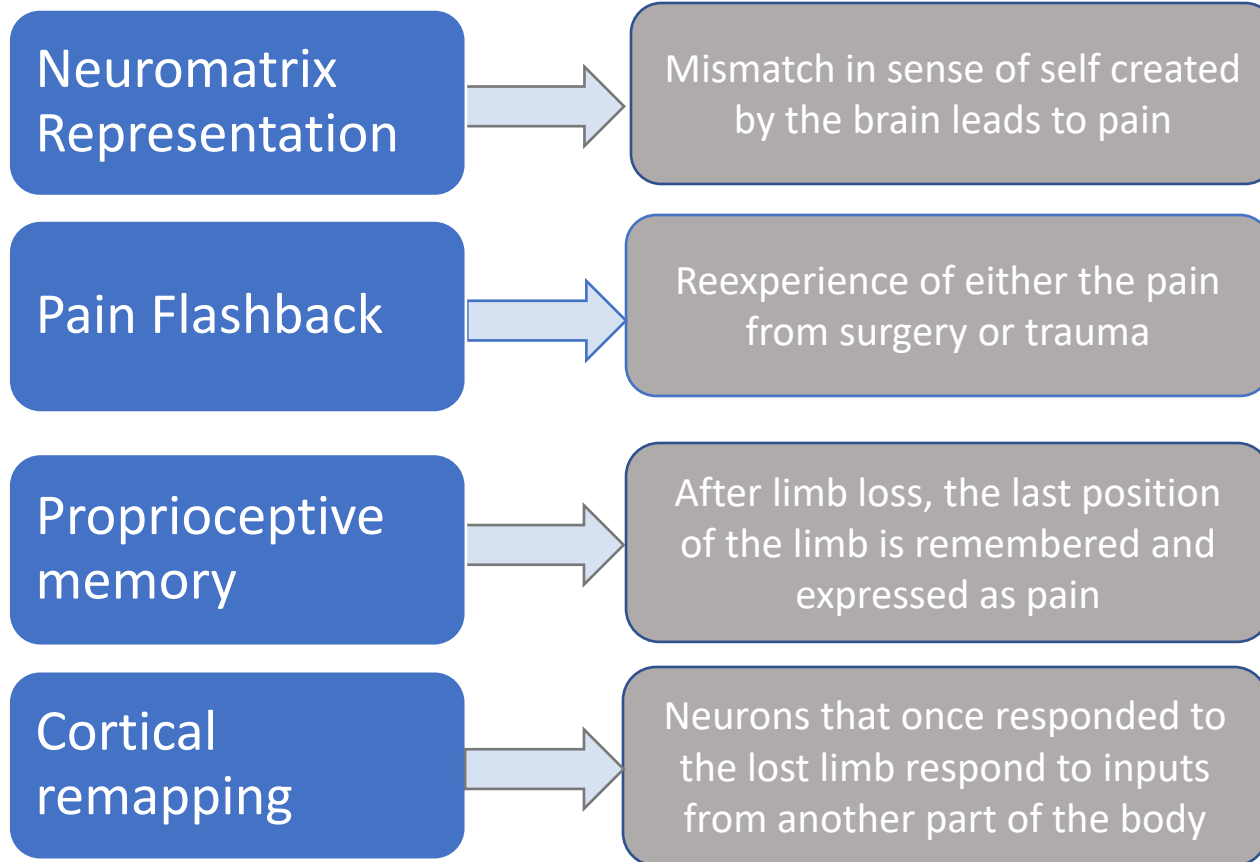 Neuromatrix
Representation
Mismatch in sense of self created
by the brain leads to pain
Pain Flashback
Reexperience of either the pain
from surgery or trauma
Proprioceptive
memory
After limb loss, the last position
of the limb is remembered and
expressed as pain
Cortical
remapping
Neurons that once responded to
the lost limb respond to inputs
from another part of the body